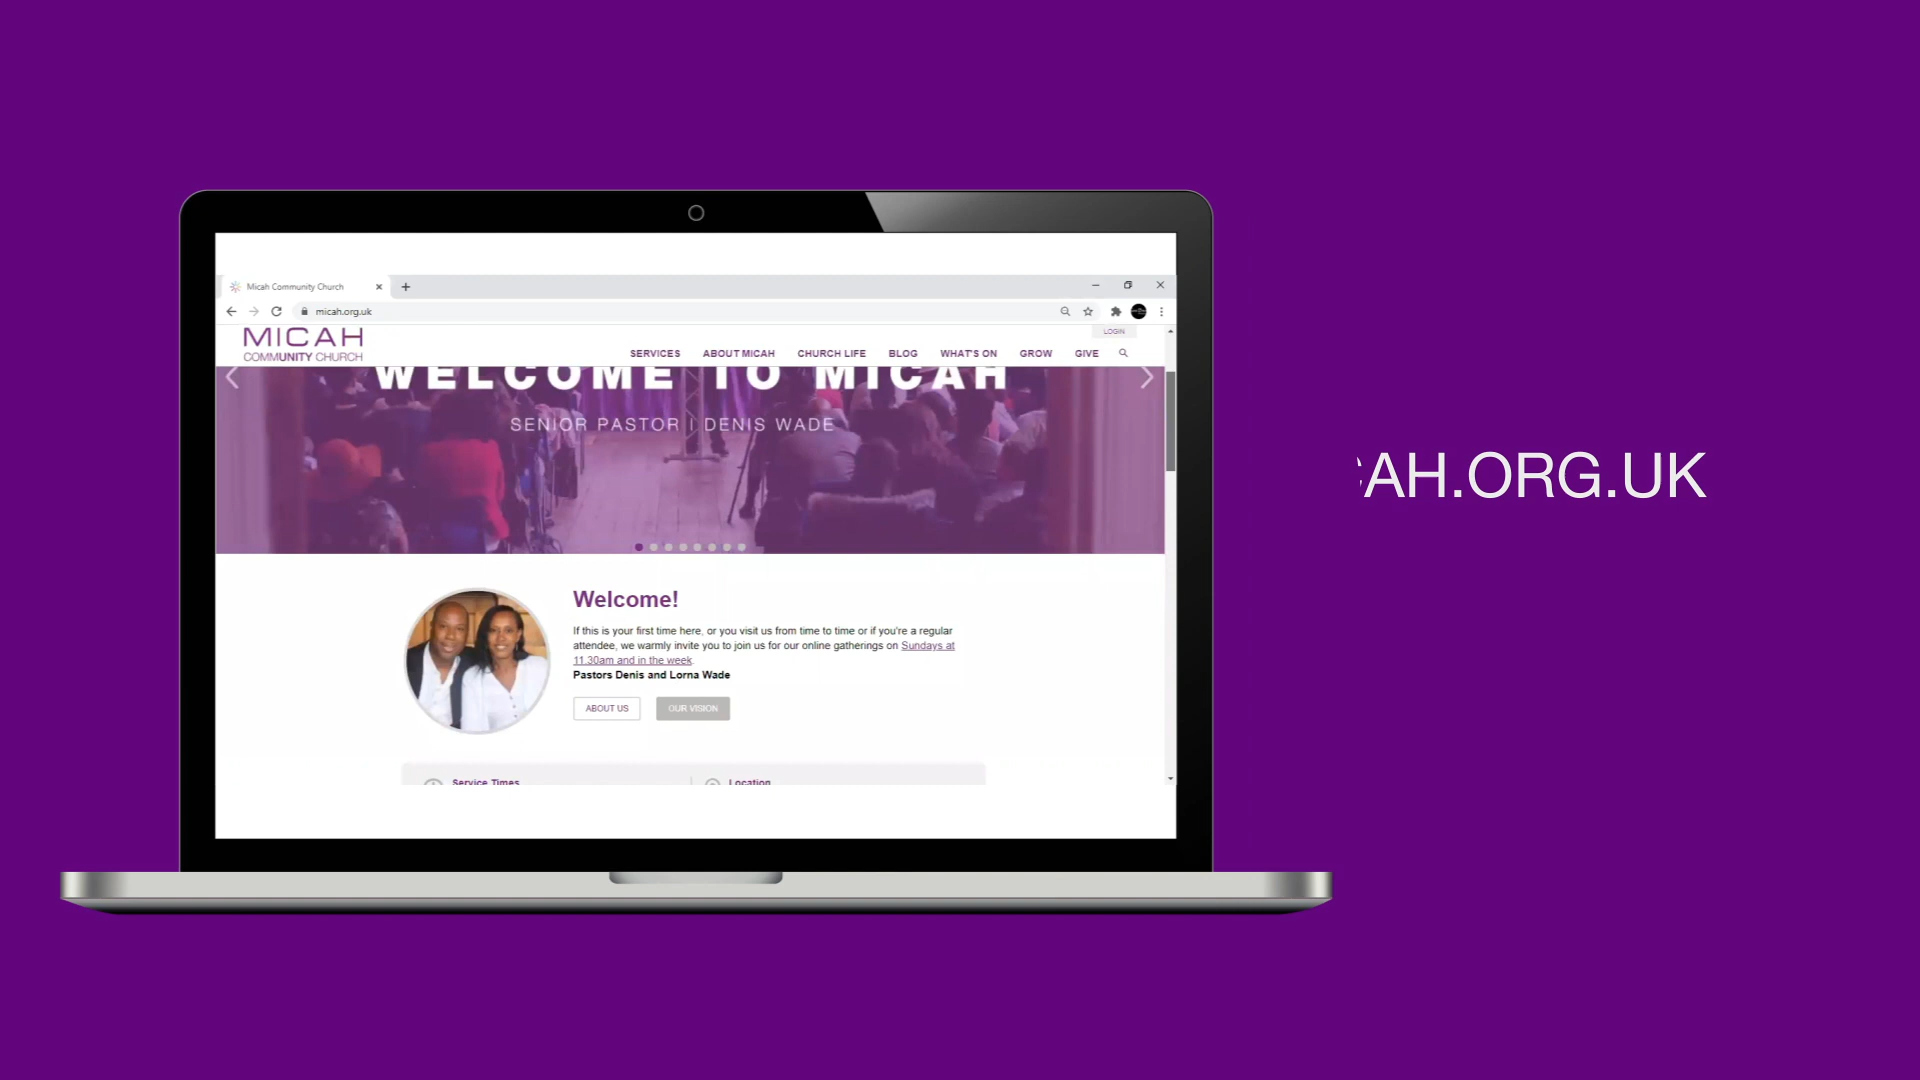 Micah Community Church
micah.org.uk
LOGIN
MICAH
COMMUNITY CHURCH
SERVICES ABOUT MICAH CHURCH LIFE BLOG WHAT'S ON GROW GIVE
WELCOME TO MICAH
SENIOR PASTOR | DENIS WADE
CAH.ORG.UK
Welcome!
If this is your first time here, or you visit us from time to time or if you're a regular
attendee, we warmly invite you to join us for our online gatherings on Sundays at
11.30am and in the week.
Pastors Denis and Lorna Wade
ABOUT US OUR VISION
Service Times Location